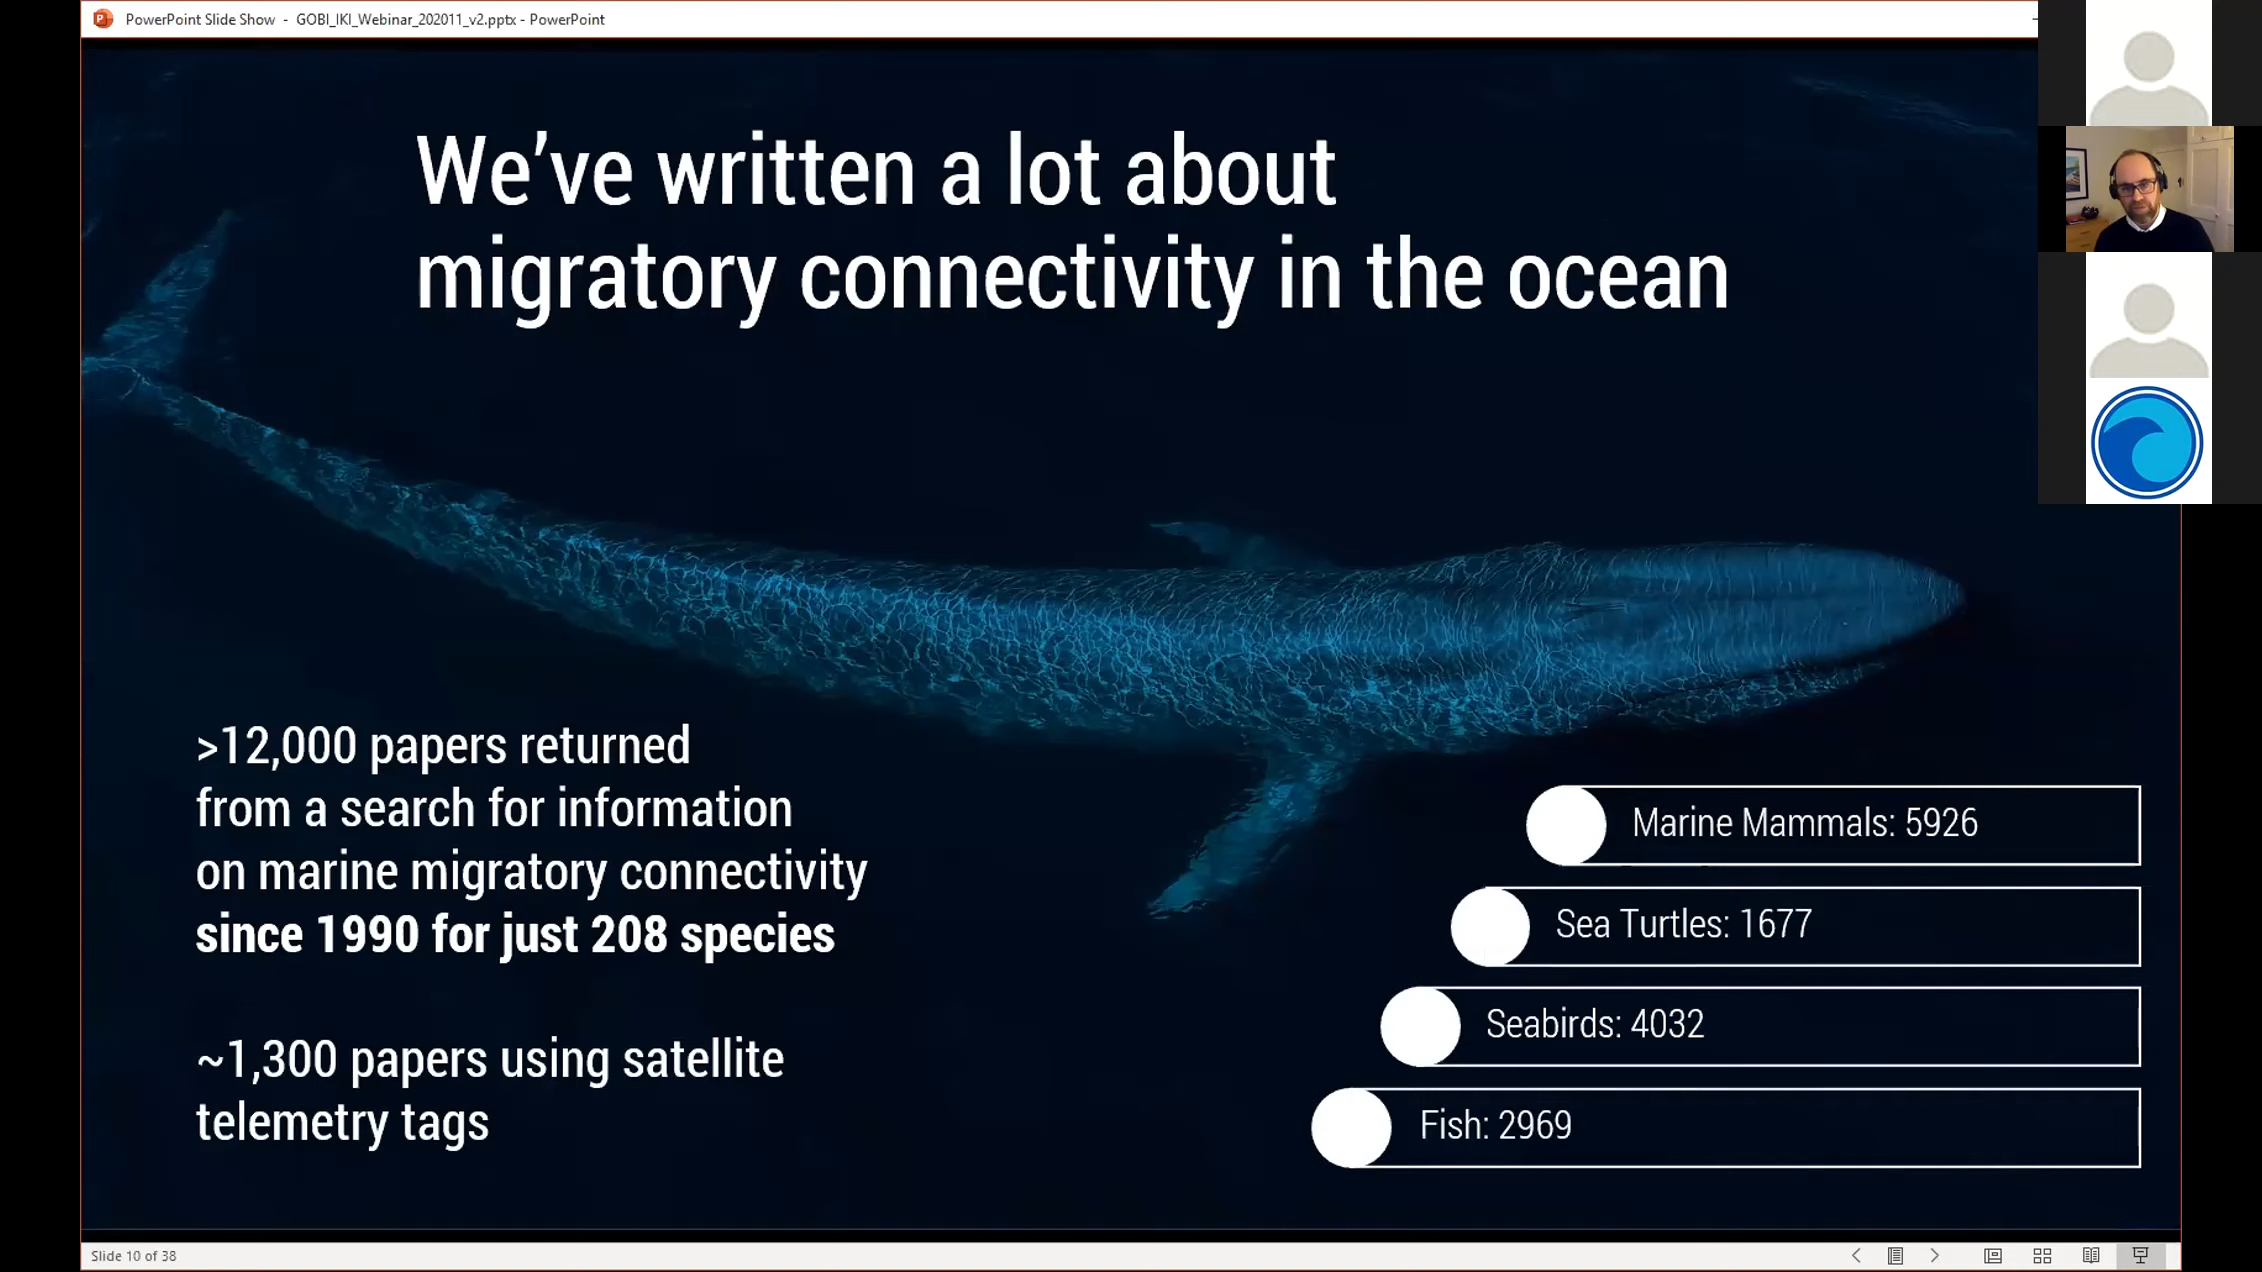 PowerPoint Slide Show - GOBI_IKI_Webinar_202011_v2.pptx - PowerPoint
We've written a lot about
migratory connectivity in the ocean
>12,000 papers returned
from a search for information
on marine migratory connectivity
since 1990 for just 208 species
~1,300 papers using satellite
telemetry tags
Marine Mammals: 5926
Sea Turtles: 1677
Seabirds: 4032
Fish: 2969
Slide 10 of 38